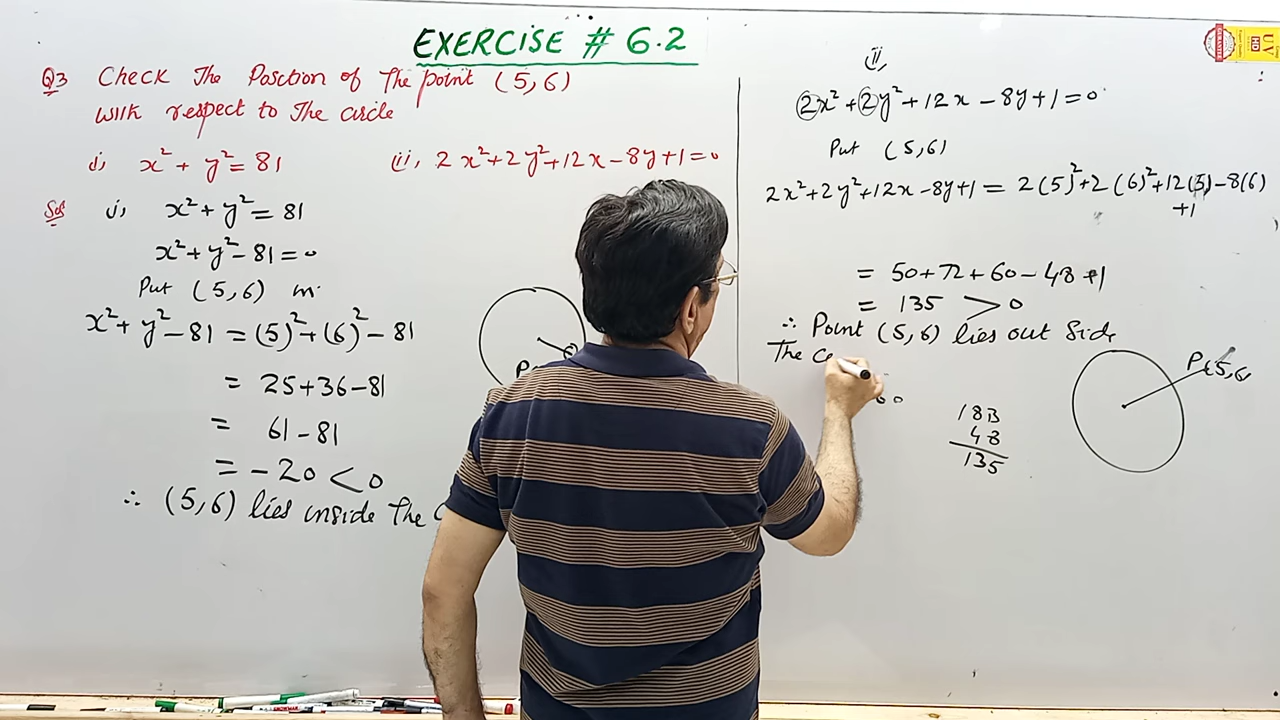 EXERCISE # 6.2
Q3 Check The Position of The point (5,6)
with respect to The circle
i, x² + y² = 81
(ii, 2x²+2y²+12x-8y+1=0
Sol i, x² + y² = 81
x² + y² - 81 = 0
Put (5,6) in
x² + y² - 81 = (5)² + (6)² - 81
= 25+36-81
= 61-81
= -20 < 0
∴ (5,6) lies inside The
ii,
2x² + 2y² + 12x - 8y + 1 = 0
Put (5,6)
2x²+2y²+12x-8y+1 = 2(5)²+2(6)²+12(5)-8(6)
+1
= 50+72+60-48+1
= 135 > 0
∴ Point (5,6) lies out Side
The
P(5,6
183
48
135
UV
HD